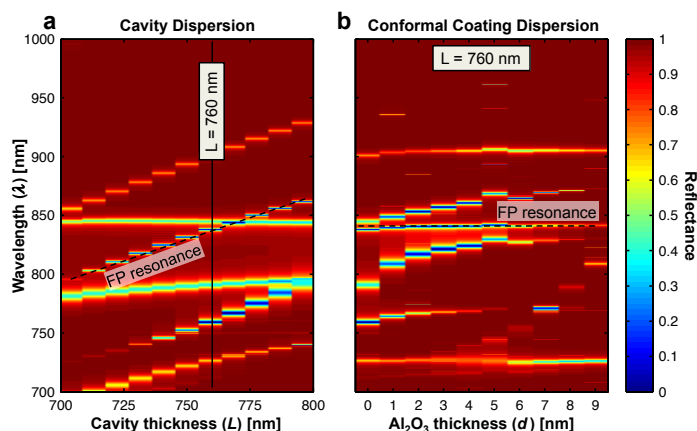 a
Cavity Dispersion
b
Conformal Coating Dispersion
1000
950
900
850
800
750
700
Wavelength (λ) [nm]
L = 760 nm
FP resonance
700 725 750 775 800
Cavity thickness (L) [nm]
L = 760 nm
FP resonance
0 1 2 3 4 5 6 7 8 9
Al₂O₃ thickness (d) [nm]
1
0.9
0.8
0.7
0.6
0.5
0.4
0.3
0.2
0.1
0
Reflectance